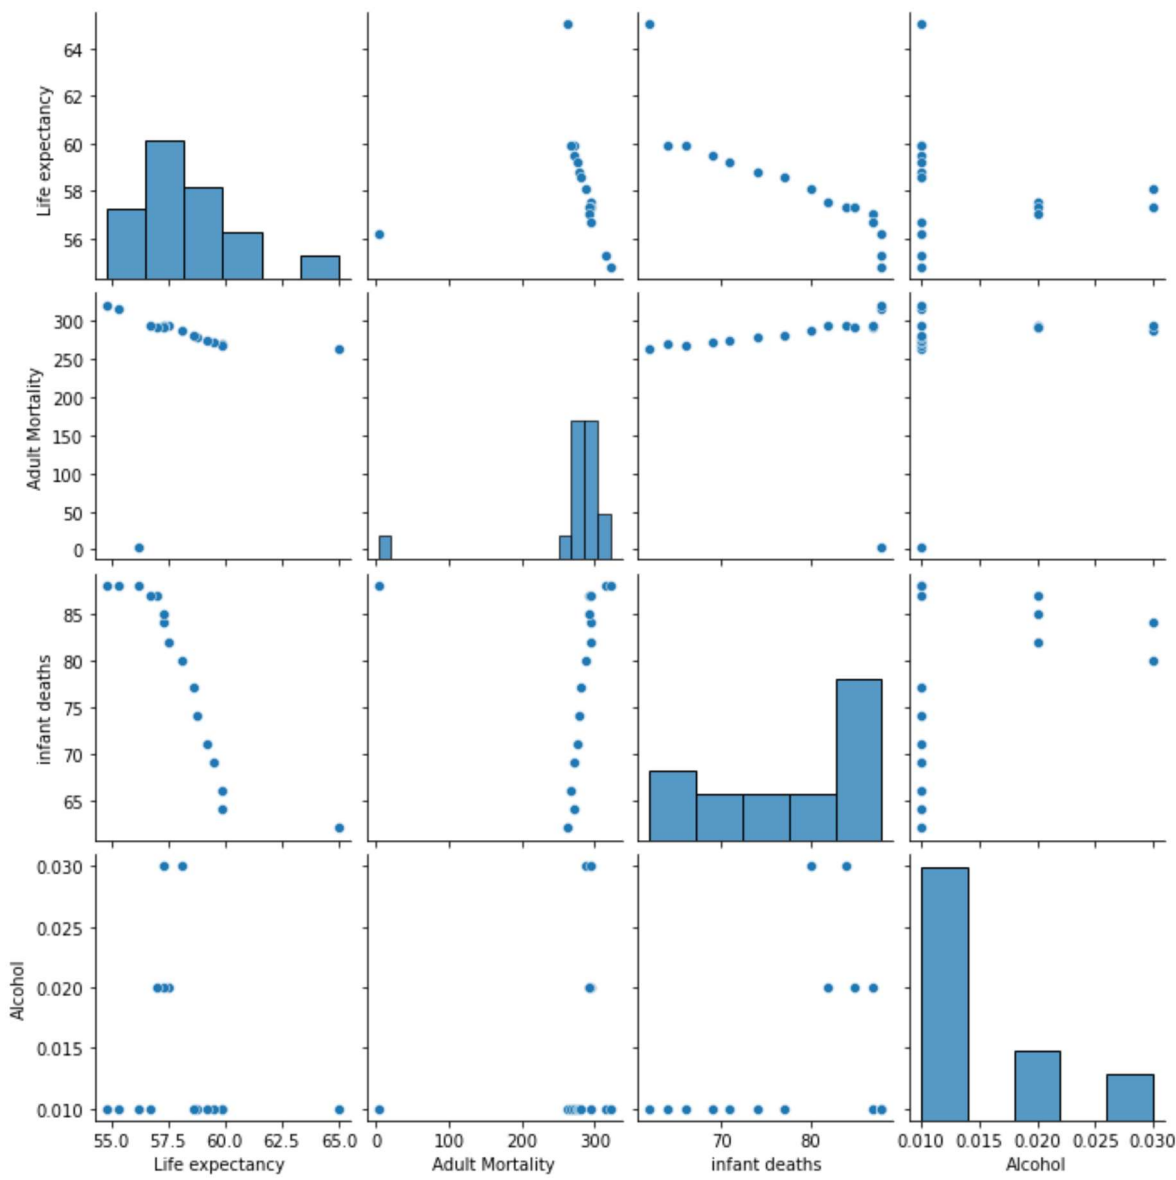 64
62
60
58
56
Life expectancy
300
250
200
150
100
50
0
Adult Mortality
85
80
75
70
65
infant deaths
0.030
0.025
0.020
0.015
0.010
Alcohol
55.0 57.5 60.0 62.5 65.0
Life expectancy
0 100 200 300
Adult Mortality
70 80
infant deaths
0.010 0.015 0.020 0.025 0.030
Alcohol